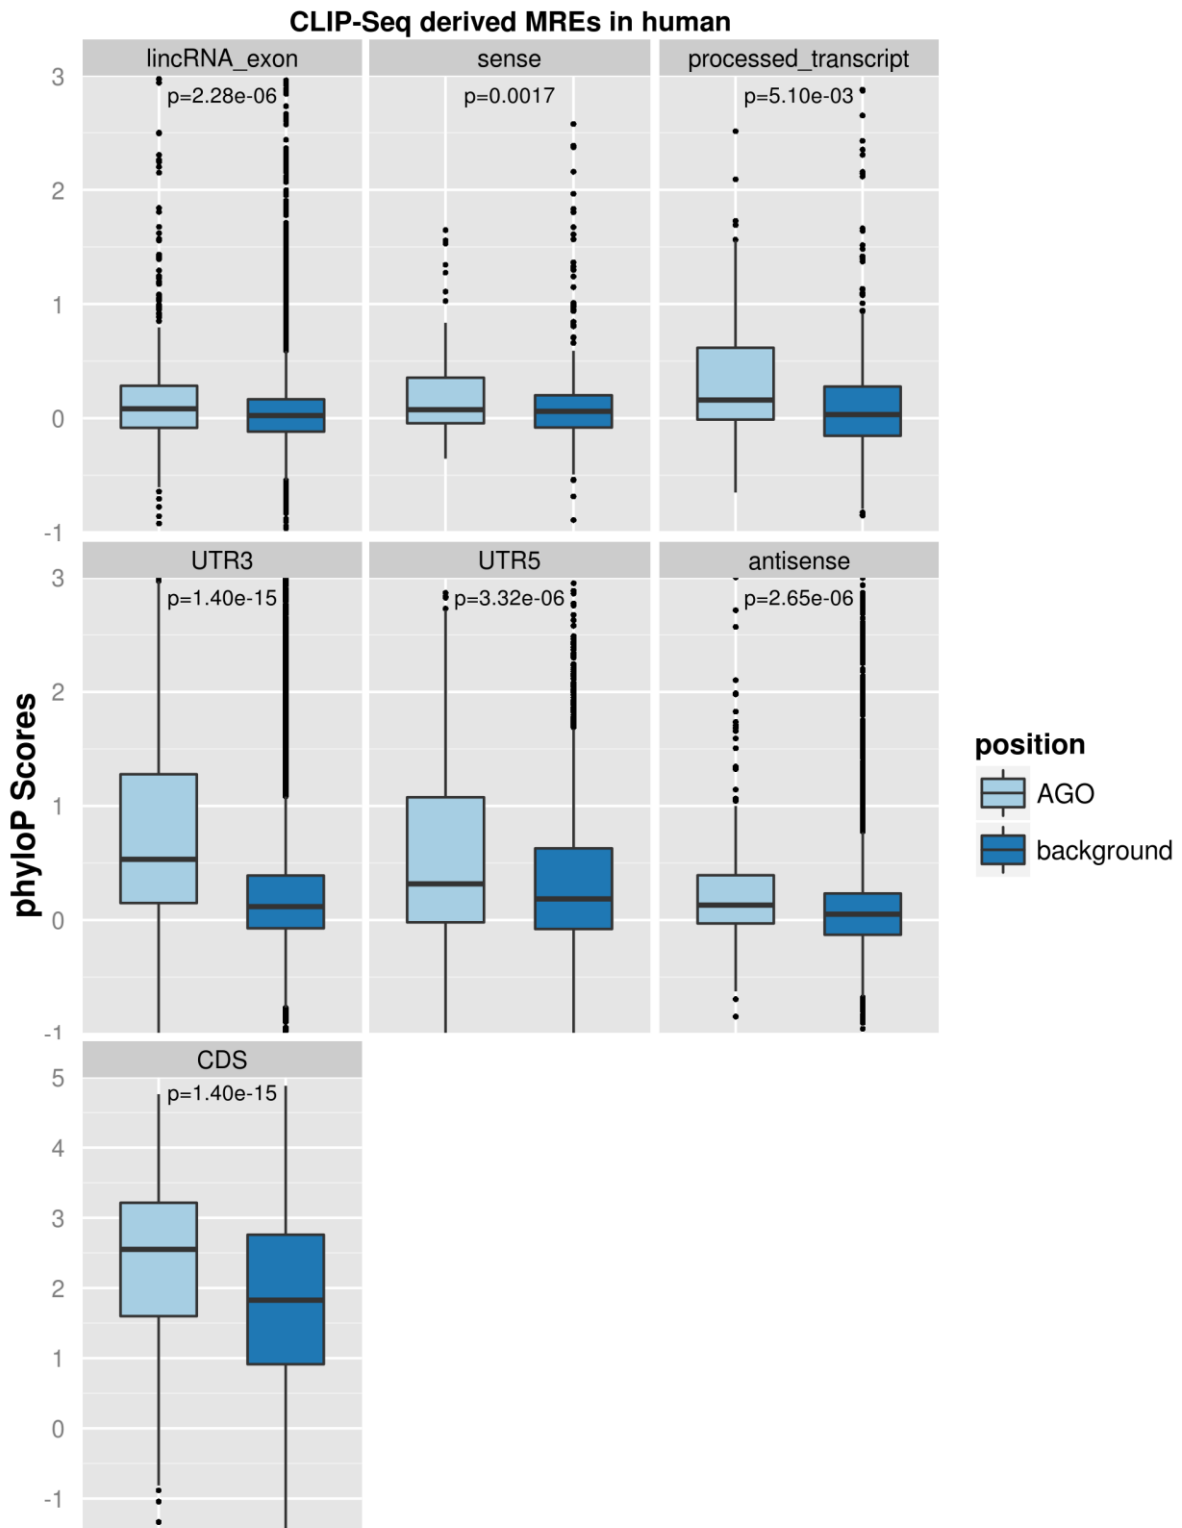 CLIP-Seq derived MREs in human
lincRNA_exon
sense
processed_transcript
p=2.28e-06
p=0.0017
p=5.10e-03
3
2
1
0
-1
UTR3
UTR5
antisense
p=1.40e-15
p=3.32e-06
p=2.65e-06
3
2
1
0
-1
phyloP Scores
position
AGO
background
CDS
p=1.40e-15
5
4
3
2
1
0
-1